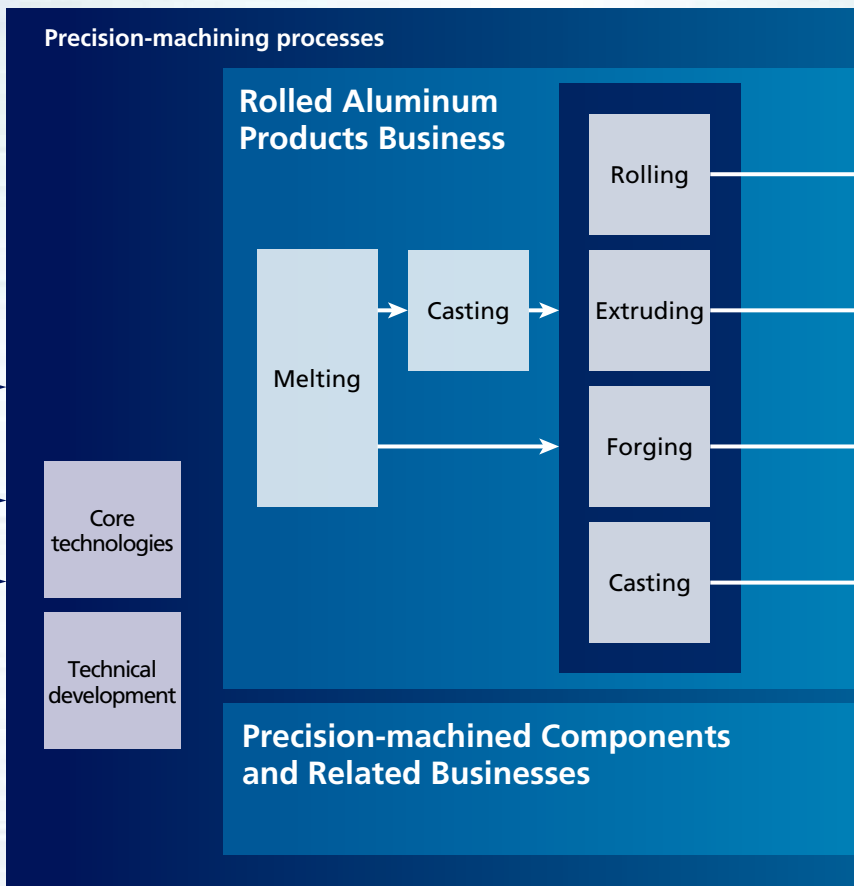 Precision-machining processes
Rolled Aluminum
Products Business
Rolling
Melting
Casting
Extruding
Forging
Casting
Core
technologies
Technical
development
Precision-machined Components
and Related Businesses